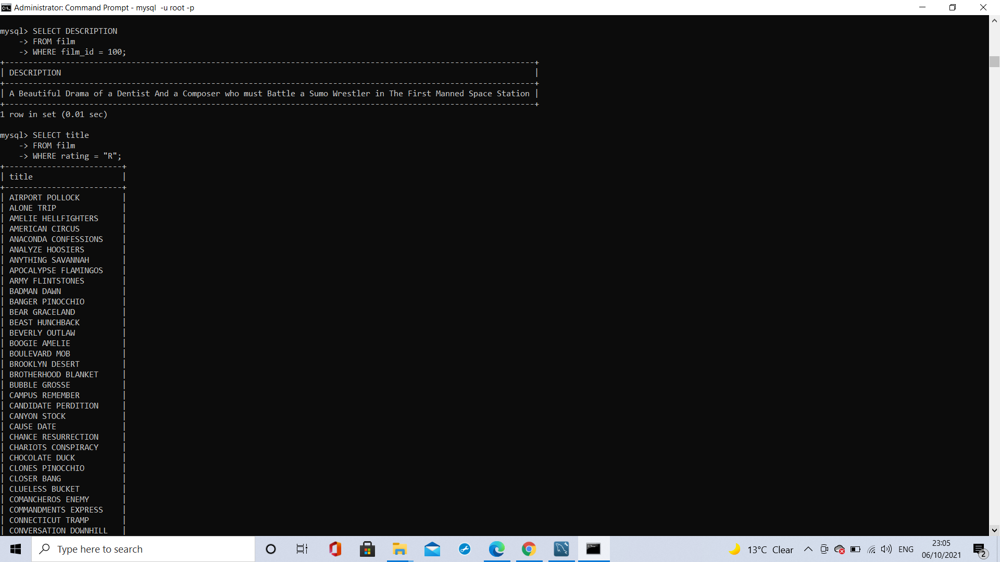 Administrator: Command Prompt - mysql  -u root -p
mysql> SELECT DESCRIPTION
    -> FROM film
    -> WHERE film_id = 100;
+-----------------------------------------------------------------------------------------------------------------+
| DESCRIPTION                                                                                                     |
+-----------------------------------------------------------------------------------------------------------------+
| A Beautiful Drama of a Dentist And a Composer who must Battle a Sumo Wrestler in The First Manned Space Station |
+-----------------------------------------------------------------------------------------------------------------+
1 row in set (0.01 sec)
mysql> SELECT title
    -> FROM film
    -> WHERE rating = "R";
+-------------------------+
| title                   |
+-------------------------+
| AIRPORT POLLOCK         |
| ALONE TRIP              |
| AMELIE HELLFIGHTERS     |
| AMERICAN CIRCUS         |
| ANACONDA CONFESSIONS    |
| ANALYZE HOOSIERS        |
| ANYTHING SAVANNAH       |
| APOCALYPSE FLAMINGOS    |
| ARMY FLINTSTONES        |
| BADMAN DAWN             |
| BANGER PINOCCHIO        |
| BEAR GRACELAND          |
| BEAST HUNCHBACK         |
| BEVERLY OUTLAW          |
| BOOGIE AMELIE           |
| BOULEVARD MOB           |
| BROOKLYN DESERT         |
| BROTHERHOOD BLANKET     |
| BUBBLE GROSSE           |
| CAMPUS REMEMBER         |
| CANDIDATE PERDITION     |
| CANYON STOCK            |
| CAUSE DATE              |
| CHANCE RESURRECTION     |
| CHARIOTS CONSPIRACY     |
| CHOCOLATE DUCK          |
| CLONES PINOCCHIO        |
| CLOSER BANG             |
| CLUELESS BUCKET         |
| COMANCHEROS ENEMY       |
| COMMANDMENTS EXPRESS    |
| CONNECTICUT TRAMP       |
| CONVERSATION DOWNHILL   |
Type here to search
13°C Clear
ENG
23:05
06/10/2021
2